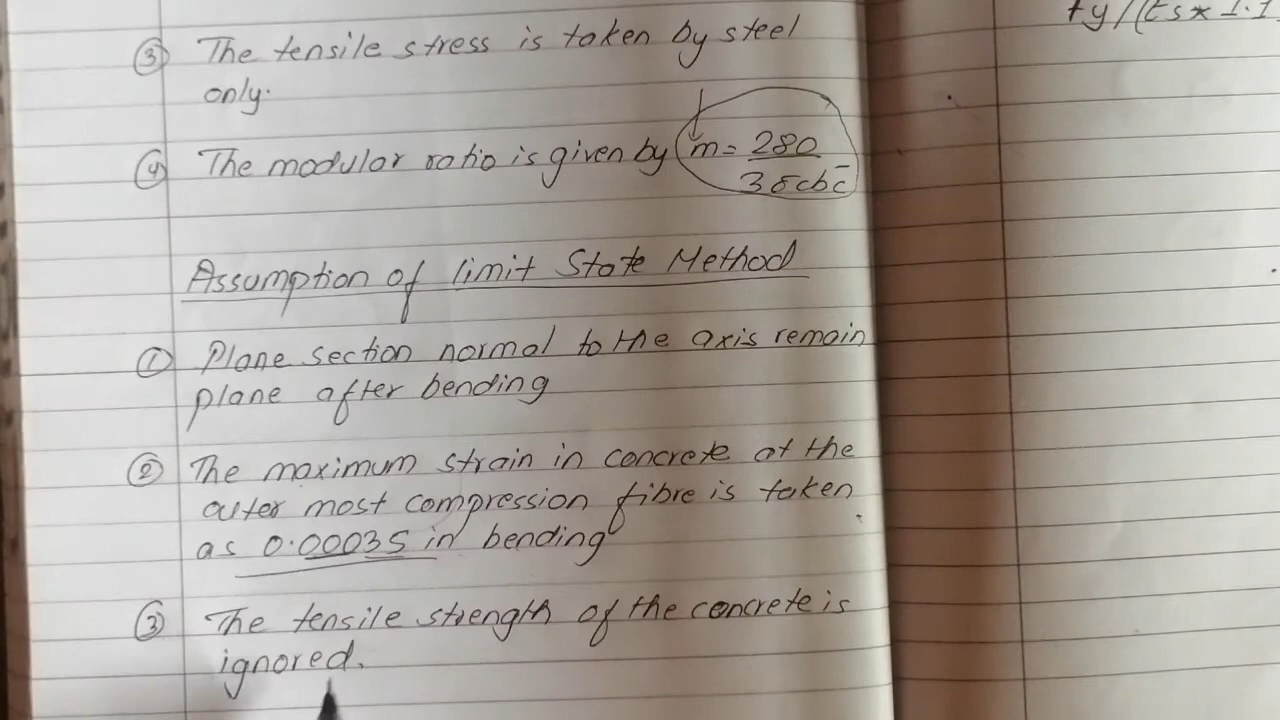 ③ The tensile stress is taken by steel
only.
④ The modular ratio is given by m = 280
3σcbc
Assumption of limit State Method
① Plane section normal to the axis remain
plane after bending
② The maximum strain in concrete at the
outer most compression fibre is taken
as 0.00035 in bending
③ The tensile strength of the concrete is
ignored.